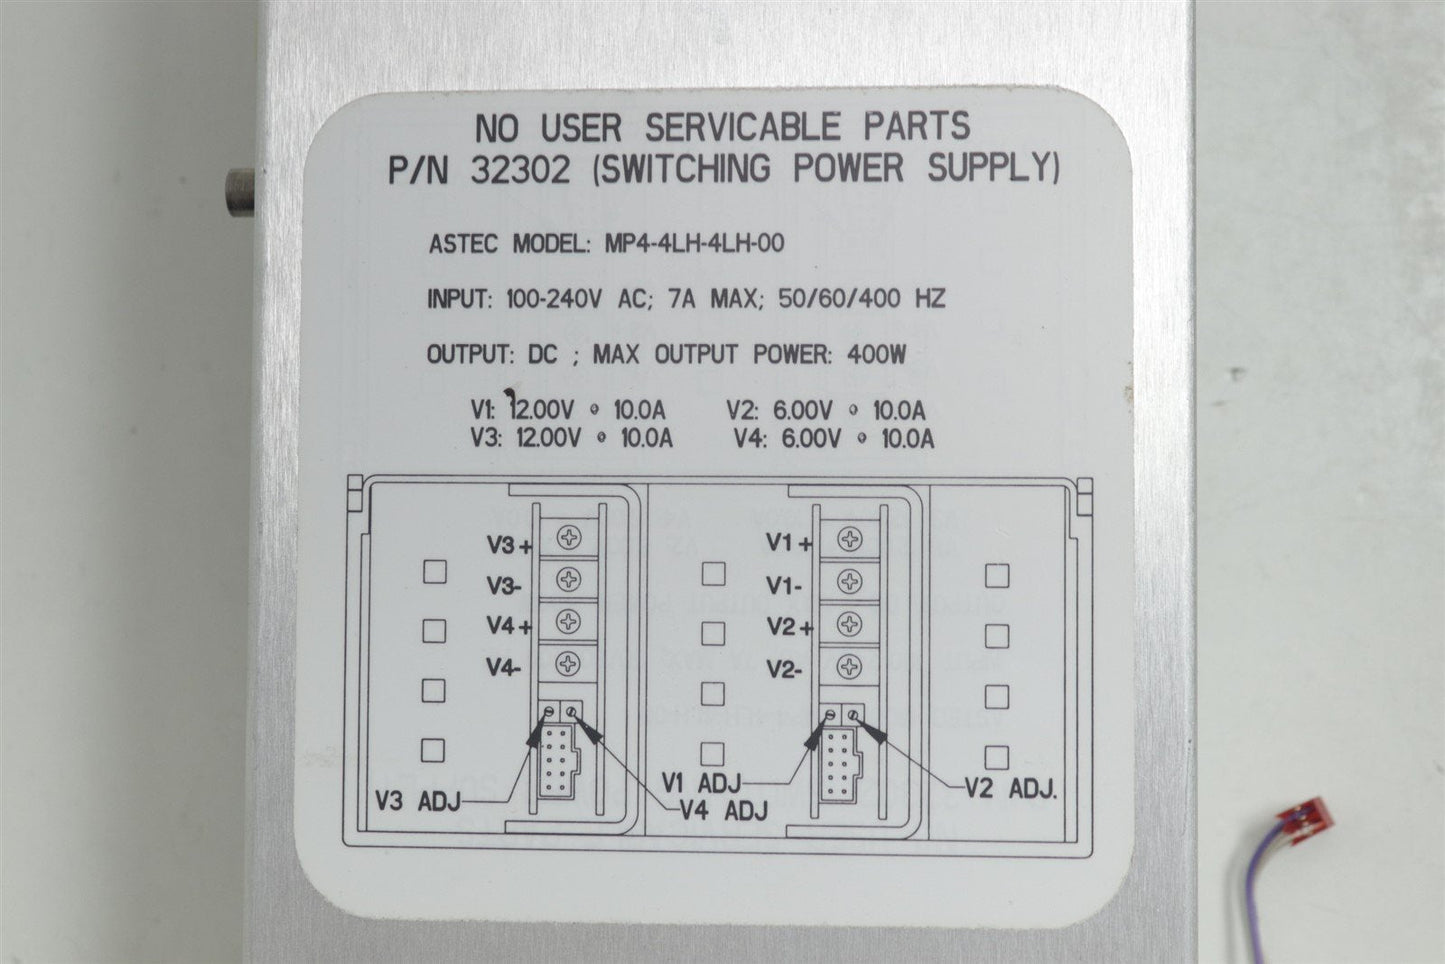 NO USER SERVICABLE PARTS
P/N 32302 (SWITCHING POWER SUPPLY)
ASTEC MODEL: MP4-4LH-4LH-00
INPUT: 100-240V AC; 7A MAX; 50/60/400 HZ
OUTPUT: DC ; MAX OUTPUT POWER: 400W
V1: 12.00V @ 10.0A V2: 6.00V @ 10.0A
V3: 12.00V @ 10.0A V4: 6.00V @ 10.0A
V3+ V1+
V3- V1-
V4+ V2+
V4- V2-
V3 ADJ V4 ADJ V1 ADJ V2 ADJ.